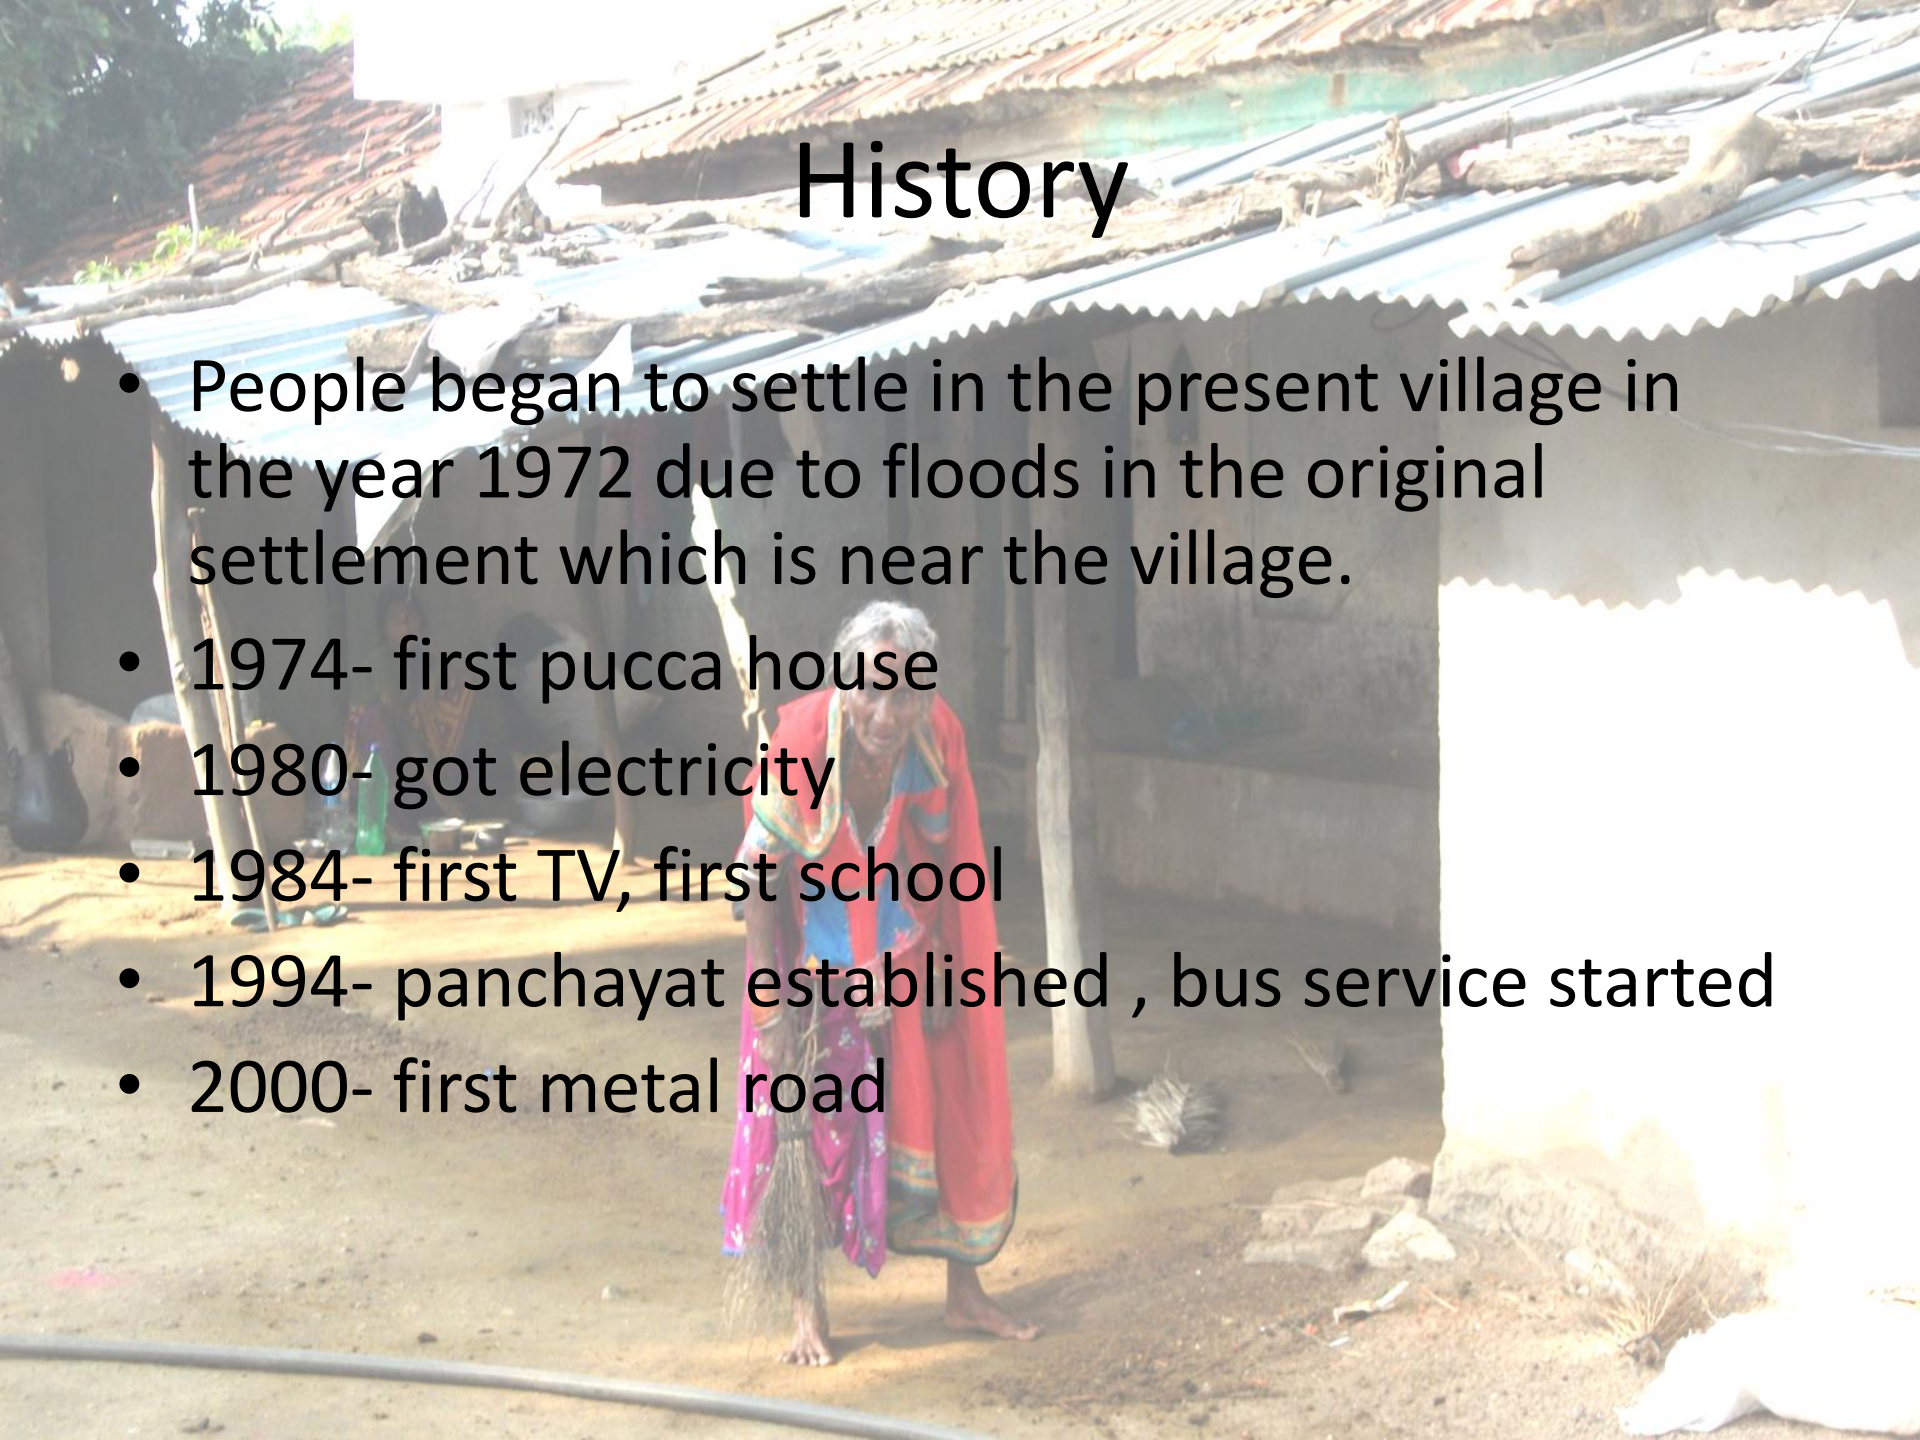 History
• People began to settle in the present village in
the year 1972 due to floods in the original
settlement which is near the village.
• 1974- first pucca house
• 1980- got electricity
• 1984- first TV, first school
• 1994- panchayat established , bus service started
• 2000- first metal road